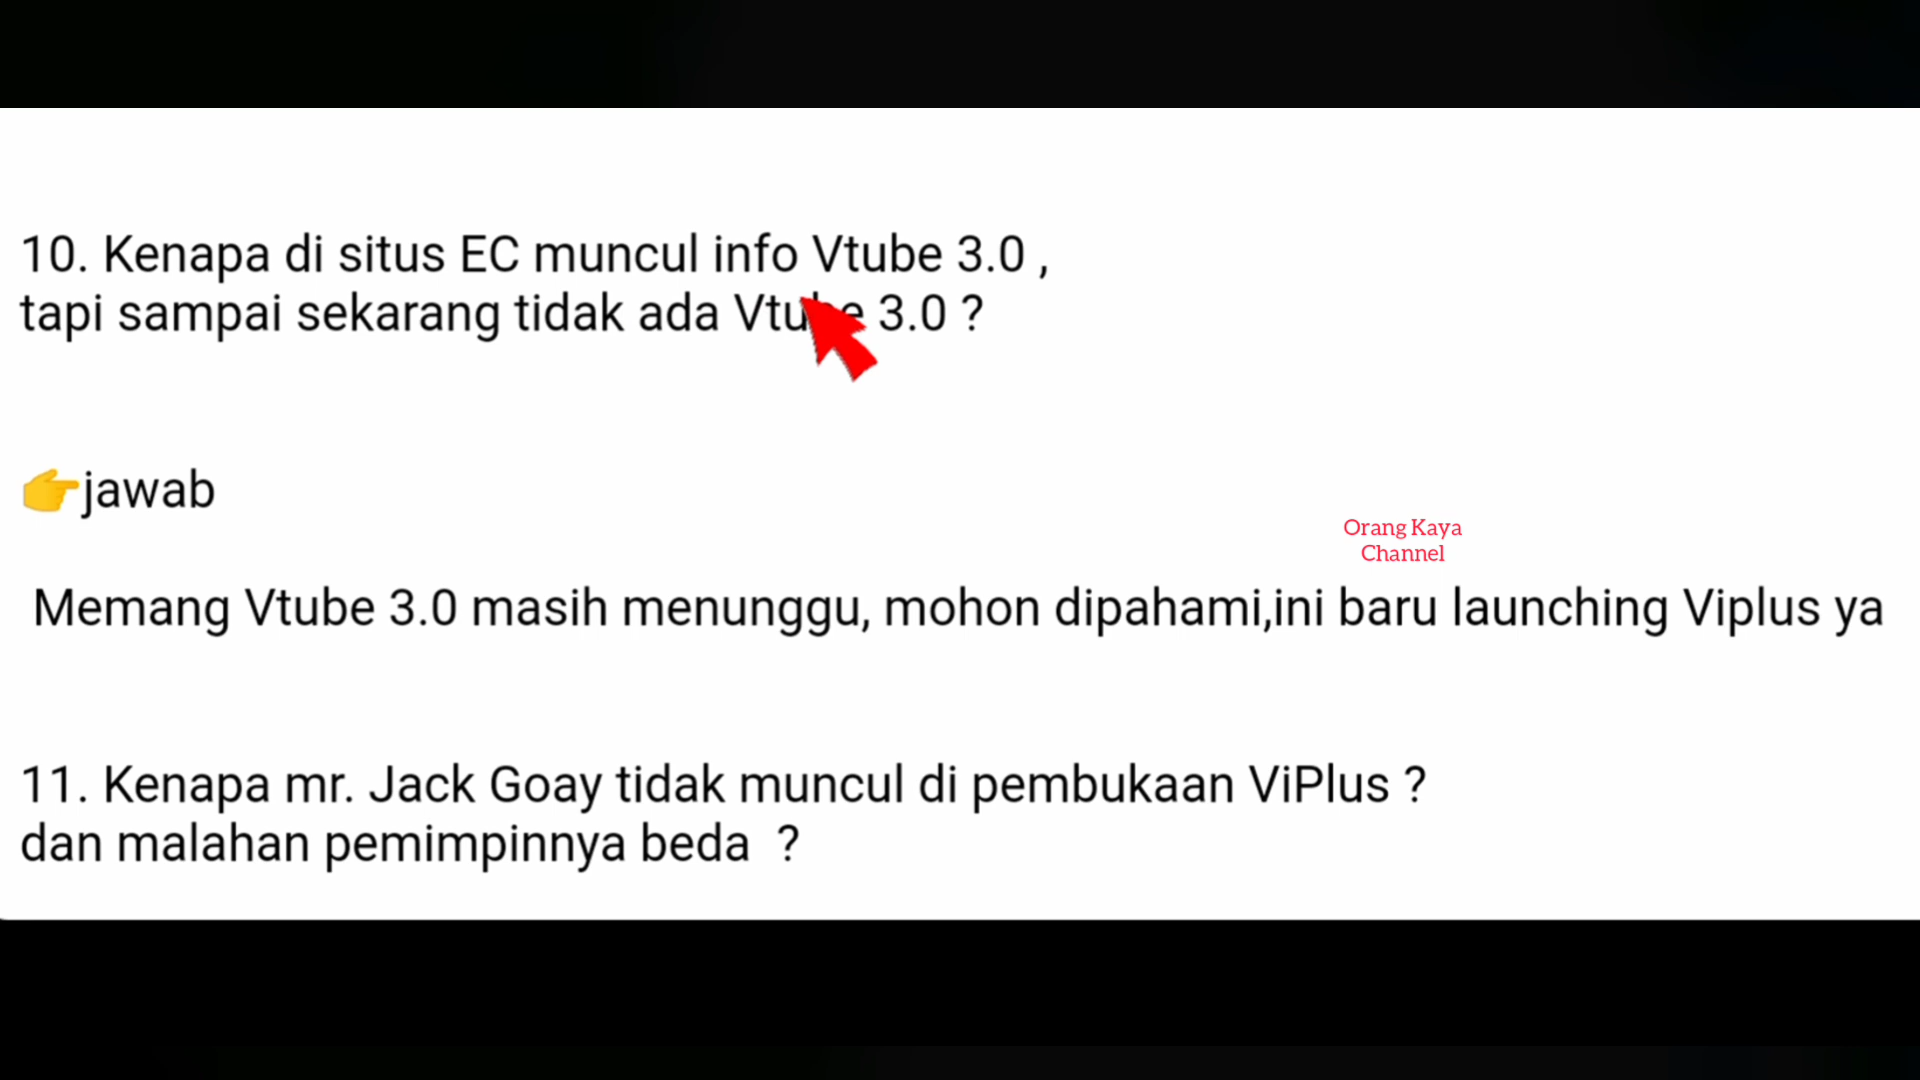 10. Kenapa di situs EC muncul info Vtube 3.0 ,
tapi sampai sekarang tidak ada Vtube 3.0 ?
👉jawab
Orang Kaya
Channel
Memang Vtube 3.0 masih menunggu, mohon dipahami,ini baru launching Viplus ya
11. Kenapa mr. Jack Goay tidak muncul di pembukaan ViPlus ?
dan malahan pemimpinnya beda ?